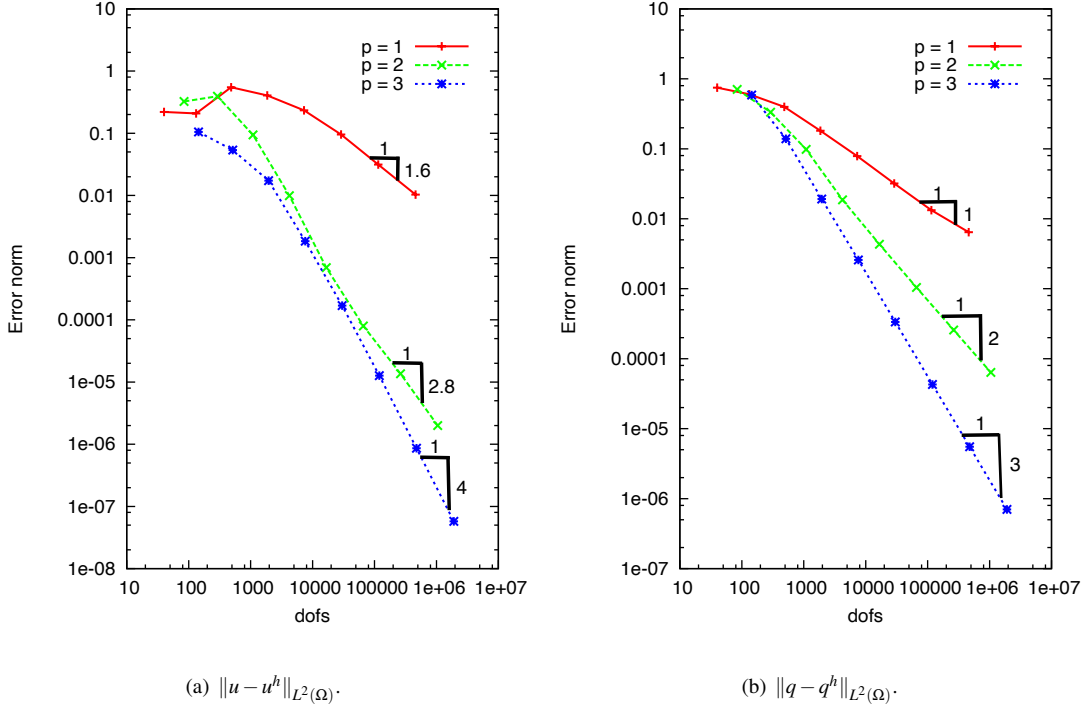 10
1
0.1
0.01
0.001
0.0001
1e-05
1e-06
1e-07
1e-08
10 100 1000 10000 100000 1e+06 1e+07
Error norm
dofs
p = 1
p = 2
p = 3
1
1.6
1
2.8
1
4
(a) ‖u − u^h‖_{L²(Ω)}.
10
1
0.1
0.01
0.001
0.0001
1e-05
1e-06
1e-07
10 100 1000 10000 100000 1e+06 1e+07
Error norm
dofs
p = 1
p = 2
p = 3
1
1
1
2
1
3
(b) ‖q − q^h‖_{L²(Ω)}.